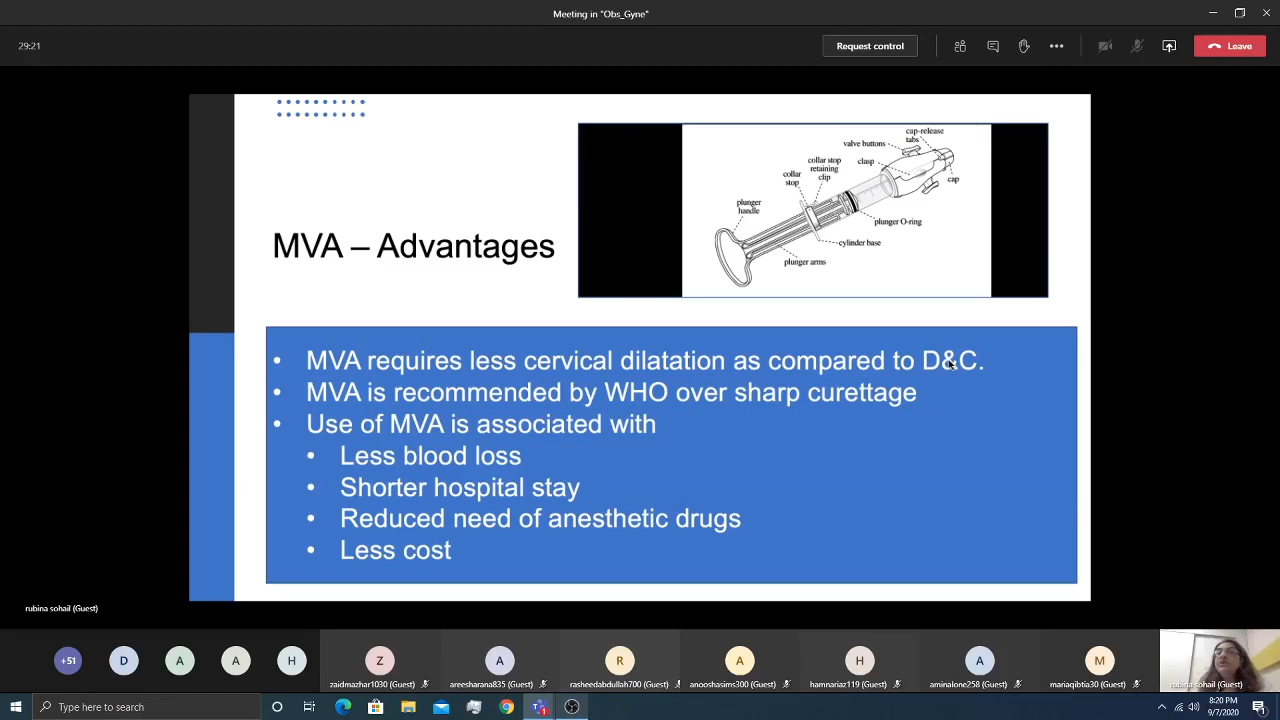 Meeting in "Obs_Gyne"
29:21
Request control
Leave
cap-release
tabs
valve buttons
clasp
collar stop
retaining
clip
collar
stop
cap
plunger
handle
plunger O-ring
cylinder base
plunger arms
MVA – Advantages
• MVA requires less cervical dilatation as compared to D&C.
• MVA is recommended by WHO over sharp curettage
• Use of MVA is associated with
• Less blood loss
• Shorter hospital stay
• Reduced need of anesthetic drugs
• Less cost
rubina sohail (Guest)
+51 D A A H Z A R A H A M
zaidmazhar1030 (Guest) areesharana835 (Guest) rasheedabdullah700 (Guest) anooshasims300 (Guest) hamnariaz119 (Guest) aminalone258 (Guest) mariaqibtia30 (Guest) rubina sohail (Guest)
Type here to search
8:20 PM
9/7/2020